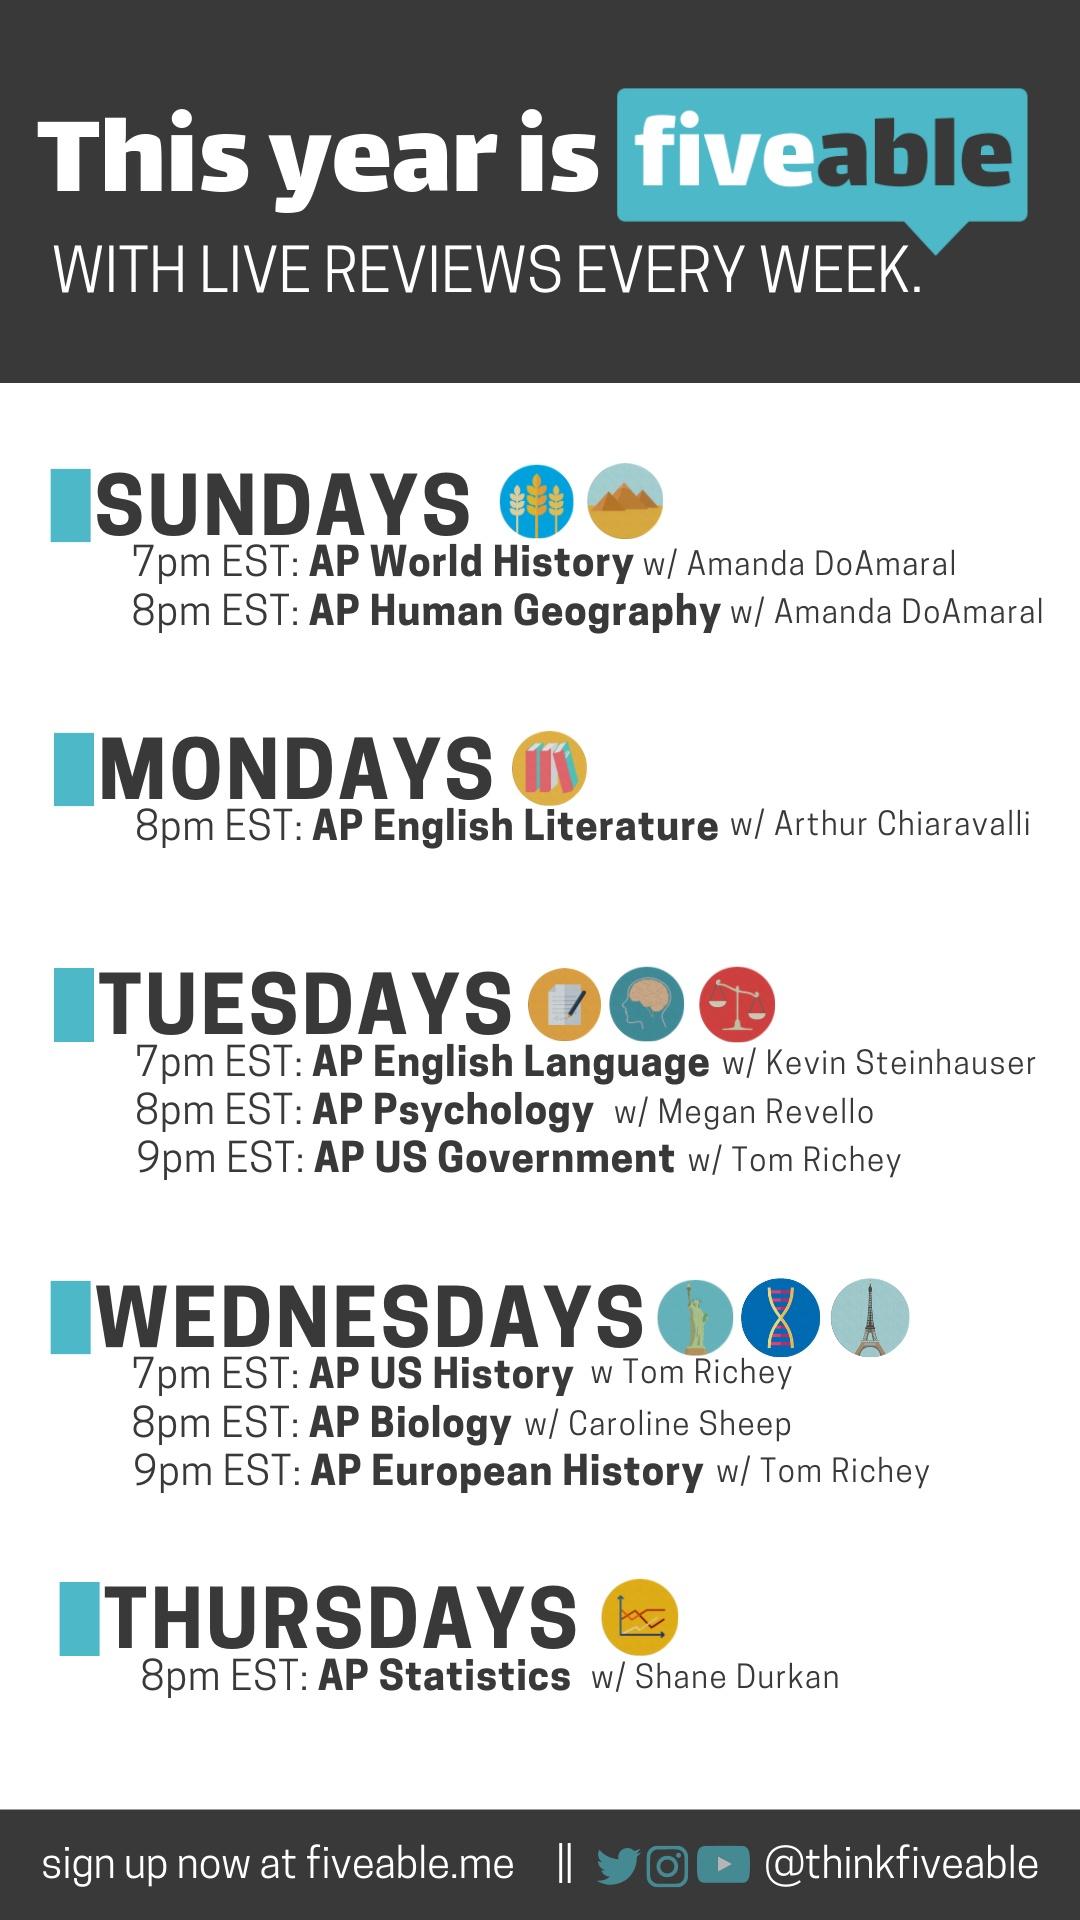 This year is fiveable
WITH LIVE REVIEWS EVERY WEEK.
SUNDAYS
7pm EST: AP World History w/ Amanda DoAmaral
8pm EST: AP Human Geography w/ Amanda DoAmaral
MONDAYS
8pm EST: AP English Literature w/ Arthur Chiaravalli
TUESDAYS
7pm EST: AP English Language w/ Kevin Steinhauser
8pm EST: AP Psychology w/ Megan Revello
9pm EST: AP US Government w/ Tom Richey
WEDNESDAYS
7pm EST: AP US History w Tom Richey
8pm EST: AP Biology w/ Caroline Sheep
9pm EST: AP European History w/ Tom Richey
THURSDAYS
8pm EST: AP Statistics w/ Shane Durkan
sign up now at fiveable.me || @thinkfiveable